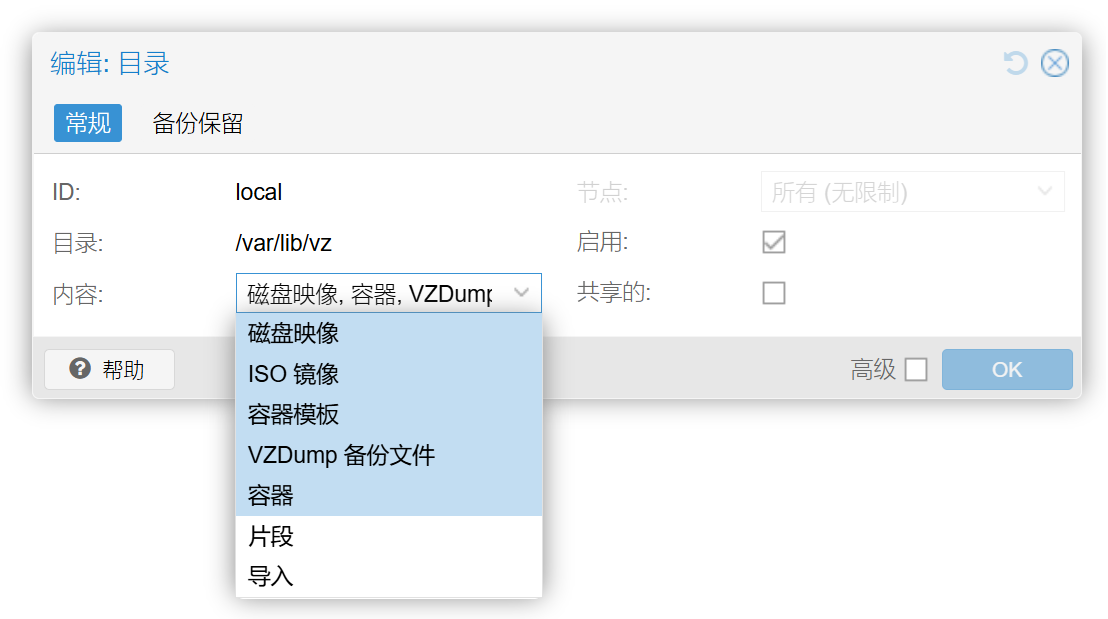 编辑: 目录
常规 备份保留
ID: local 节点: 所有 (无限制)
目录: /var/lib/vz 启用:
内容: 磁盘映像, 容器, VZDump 共享的:
磁盘映像
ISO 镜像
容器模板
VZDump 备份文件
容器
片段
导入
帮助 高级 OK